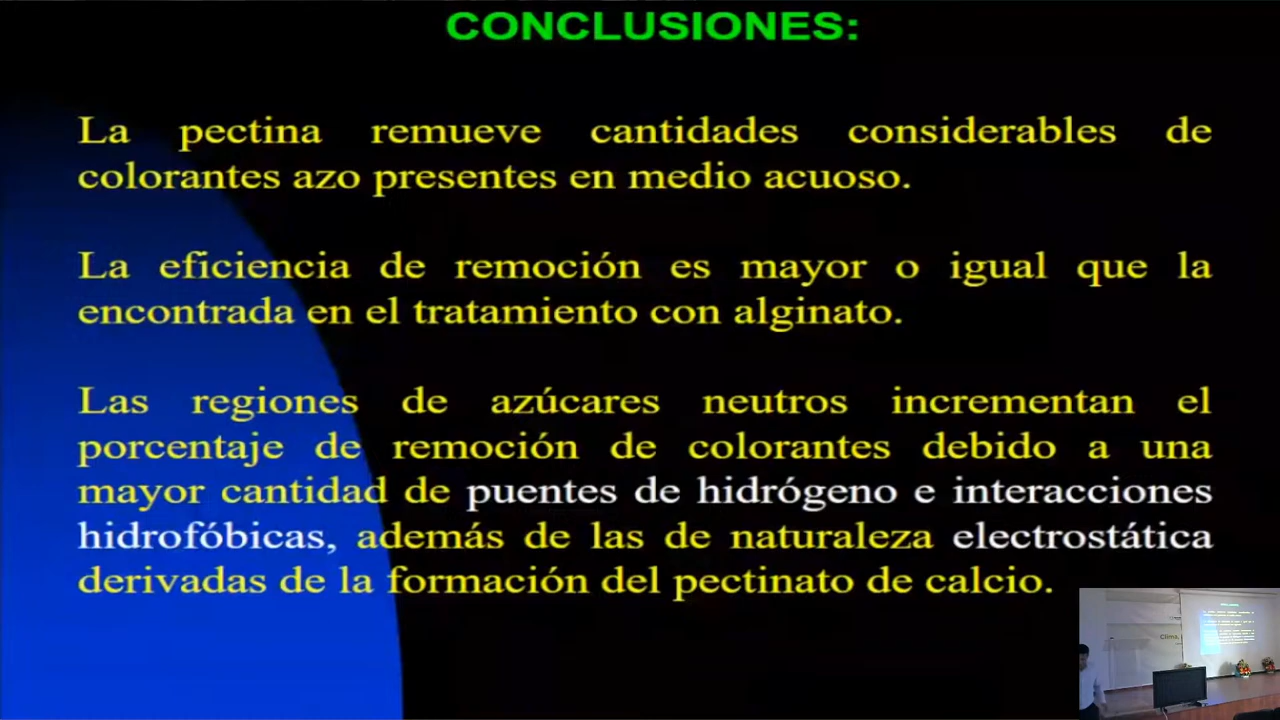 CONCLUSIONES:
La pectina remueve cantidades considerables de
colorantes azo presentes en medio acuoso.
La eficiencia de remoción es mayor o igual que la
encontrada en el tratamiento con alginato.
Las regiones de azúcares neutros incrementan el
porcentaje de remoción de colorantes debido a una
mayor cantidad de puentes de hidrógeno e interacciones
hidrofóbicas, además de las de naturaleza electrostática
derivadas de la formación del pectinato de calcio.
Clima,